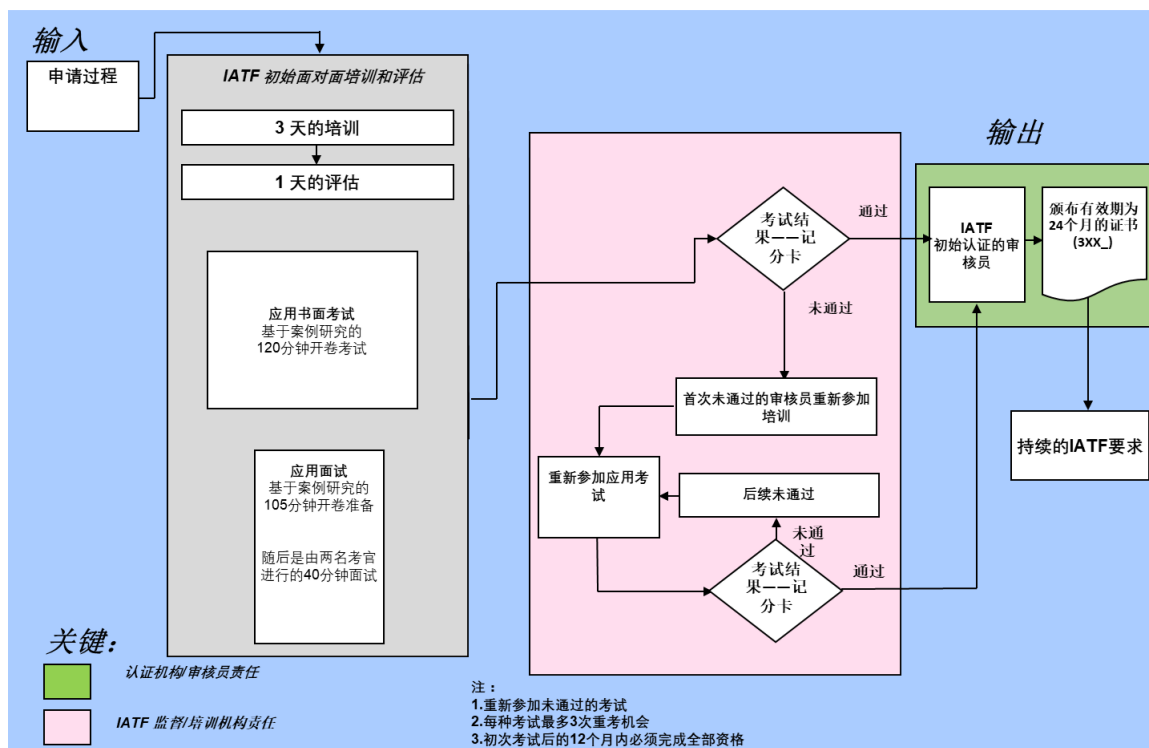 输入
申请过程
IATF 初始面对面培训和评估
3 天的培训
1 天的评估
应用书面考试
基于案例研究的
120分钟开卷考试
应用面试
基于案例研究的
105分钟开卷准备
随后是由两名考官
进行的40分钟面试
考试结
果——记
分卡
通过
未通过
首次未通过的审核员重新参加
培训
重新参加应用考
试
后续未通过
未通
过
考试结
果——记
分卡
通过
输出
IATF
初始认证的审
核员
颁布有效期为
24个月的证书
(3XX_)
持续的IATF要求
关键：
认证机构/审核员责任
IATF 监督/培训机构责任
注：
1.重新参加未通过的考试
2.每种考试最多3次重考机会
3.初次考试后的12个月内必须完成全部资格